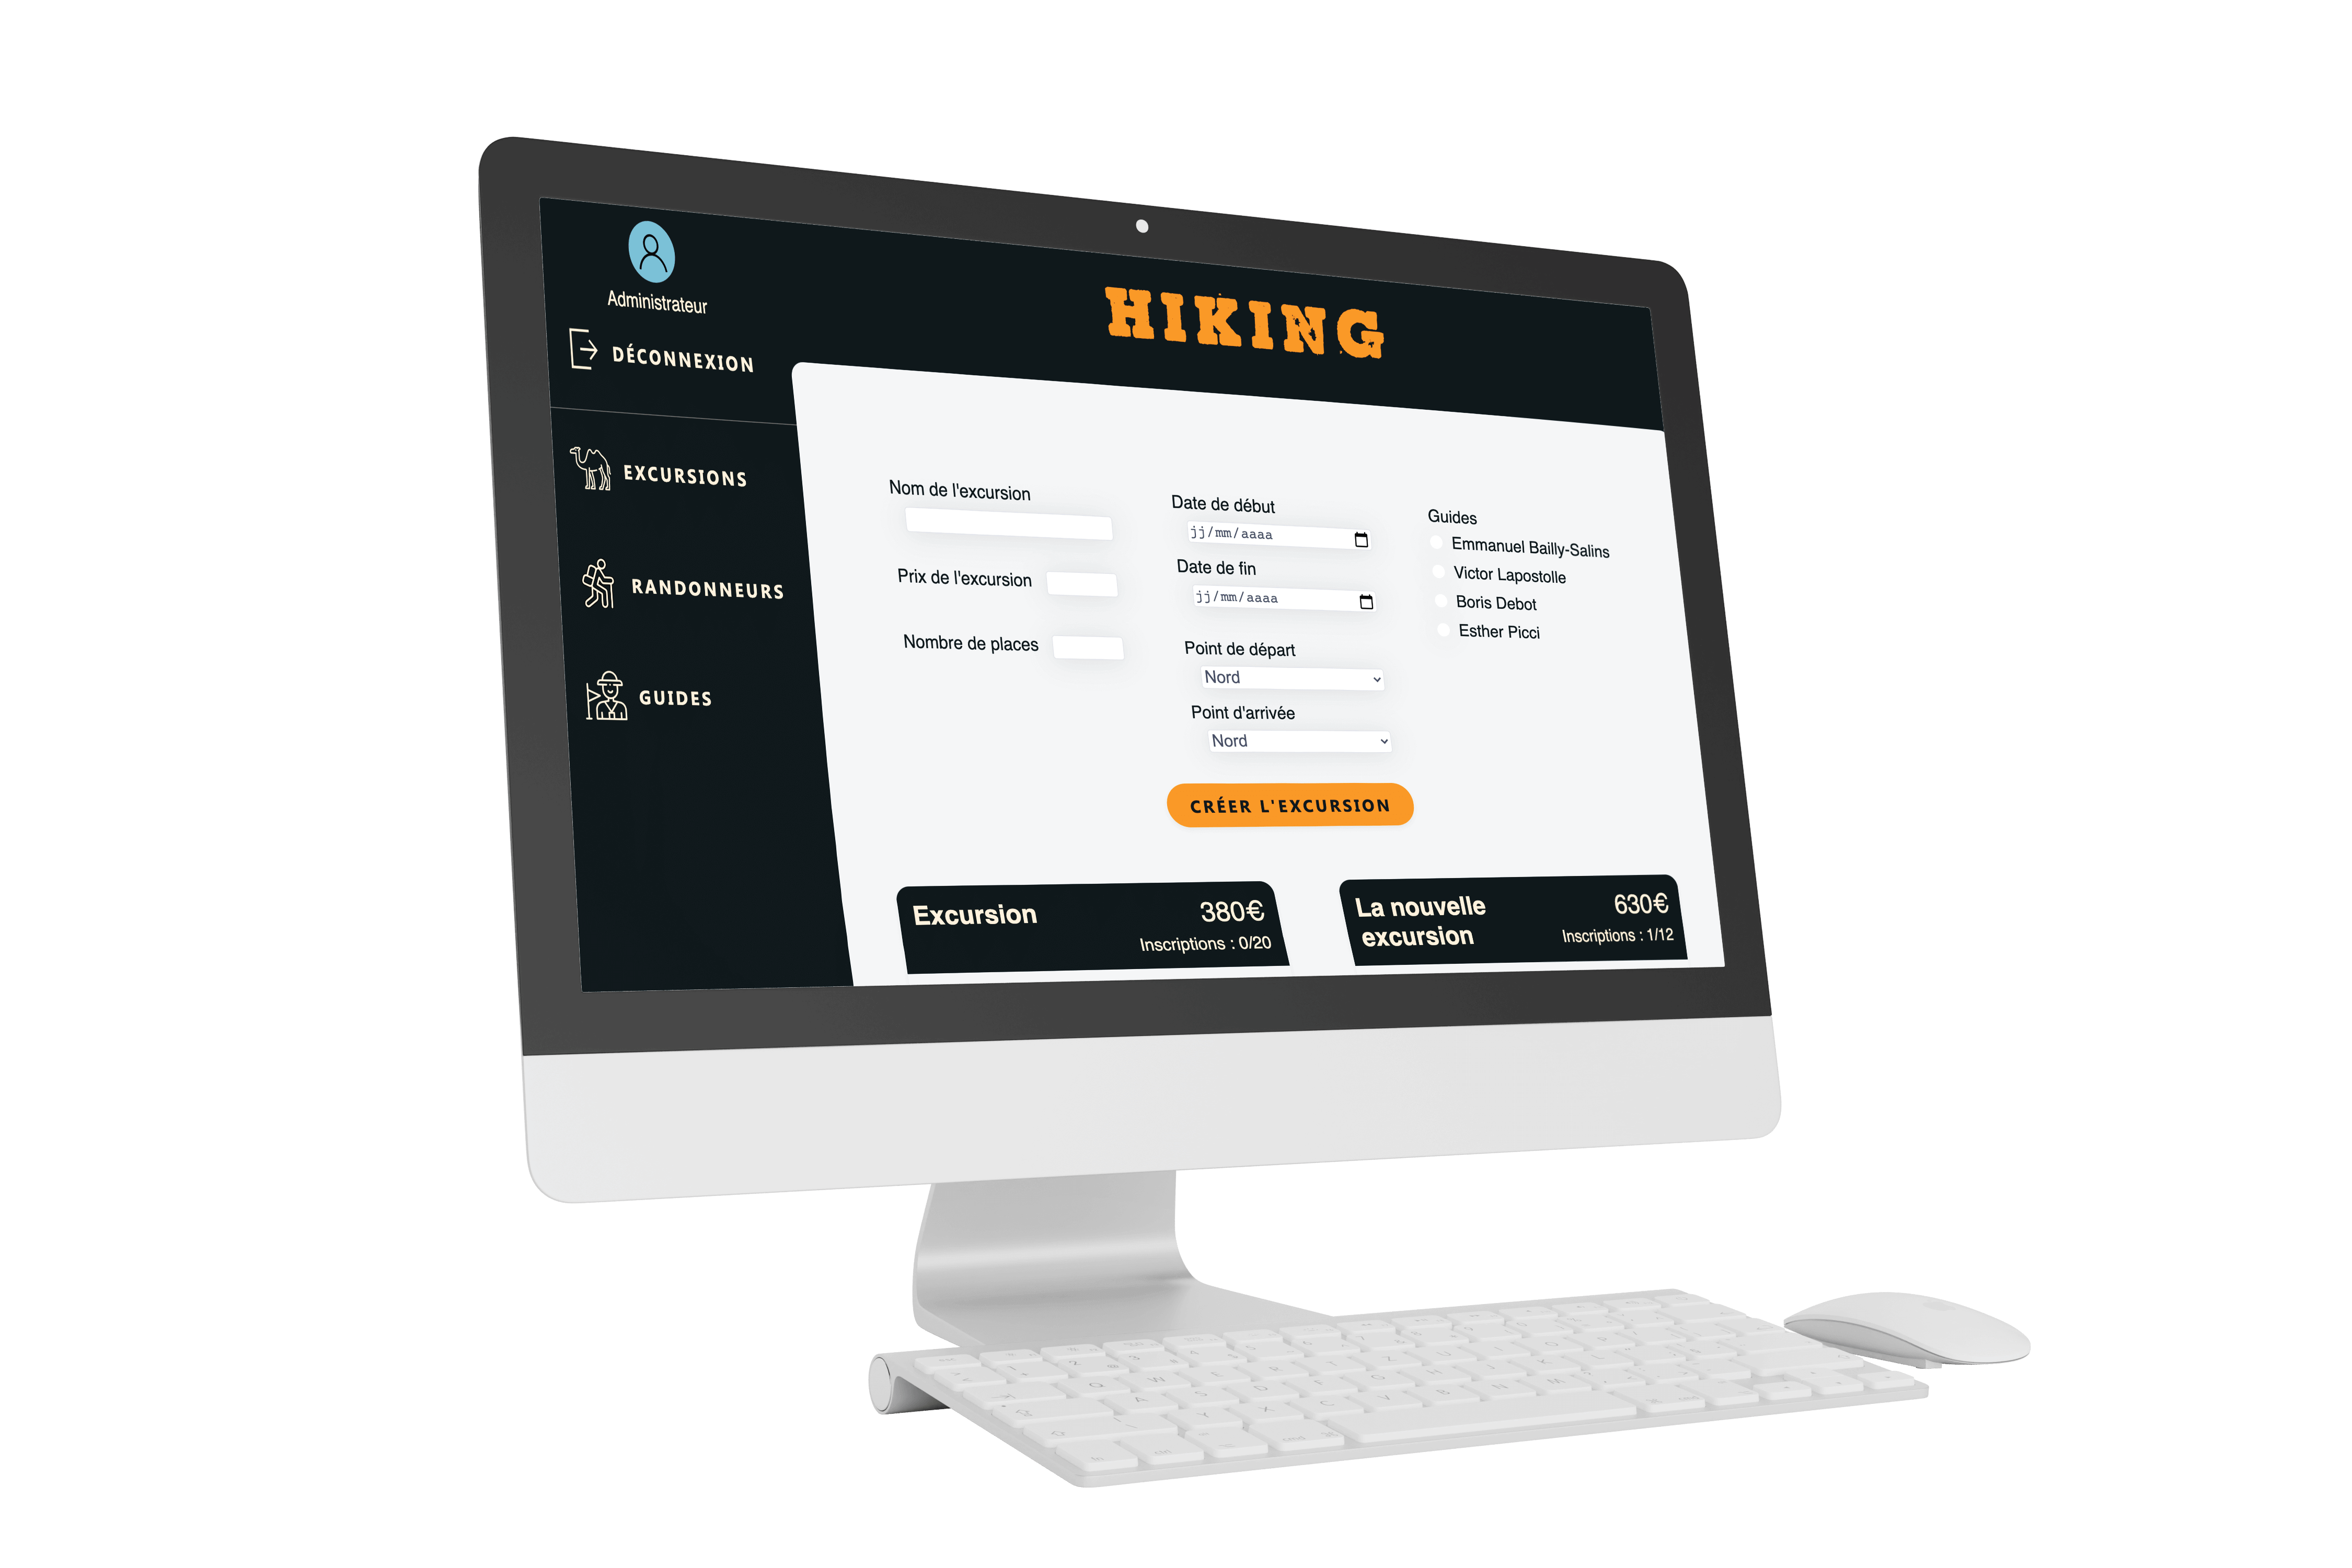 Administrateur
DÉCONNEXION
HIKING
EXCURSIONS
RANDONNEURS
GUIDES
Nom de l'excursion
Prix de l'excursion
Nombre de places
Date de début
jj/mm/aaaa
Date de fin
jj/mm/aaaa
Point de départ
Nord
Point d'arrivée
Nord
Guides
Emmanuel Bailly-Salins
Victor Lapostolle
Boris Debot
Esther Picci
CRÉER L'EXCURSION
Excursion
380€
Inscriptions : 0/20
La nouvelle
excursion
630€
Inscriptions : 1/12